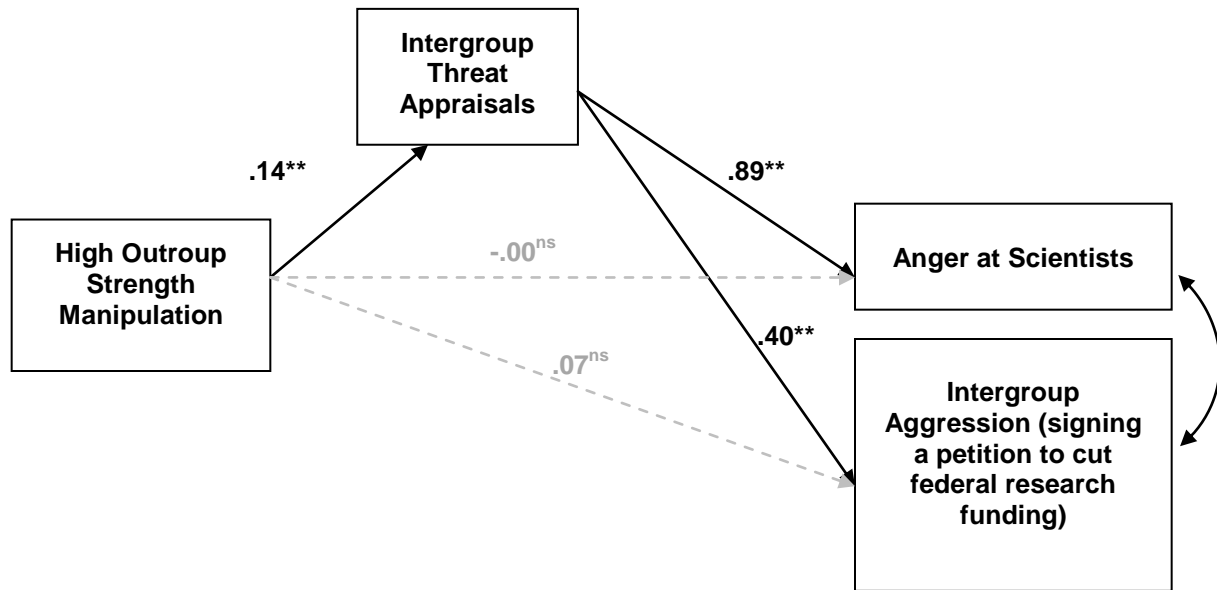 Intergroup
Threat
Appraisals
.14**
.89**
High Outroup
Strength
Manipulation
-.00ns
Anger at Scientists
.40**
.07ns
Intergroup
Aggression (signing
a petition to cut
federal research
funding)